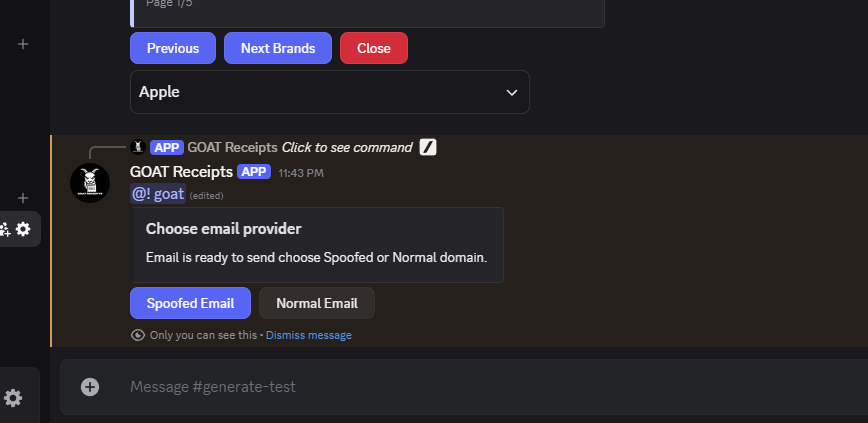 Page 1/5
Previous Next Brands Close
Apple
APP GOAT Receipts Click to see command
GOAT Receipts APP 11:43 PM
@! goat (edited)
Choose email provider
Email is ready to send choose Spoofed or Normal domain.
Spoofed Email Normal Email
Only you can see this • Dismiss message
Message #generate-test